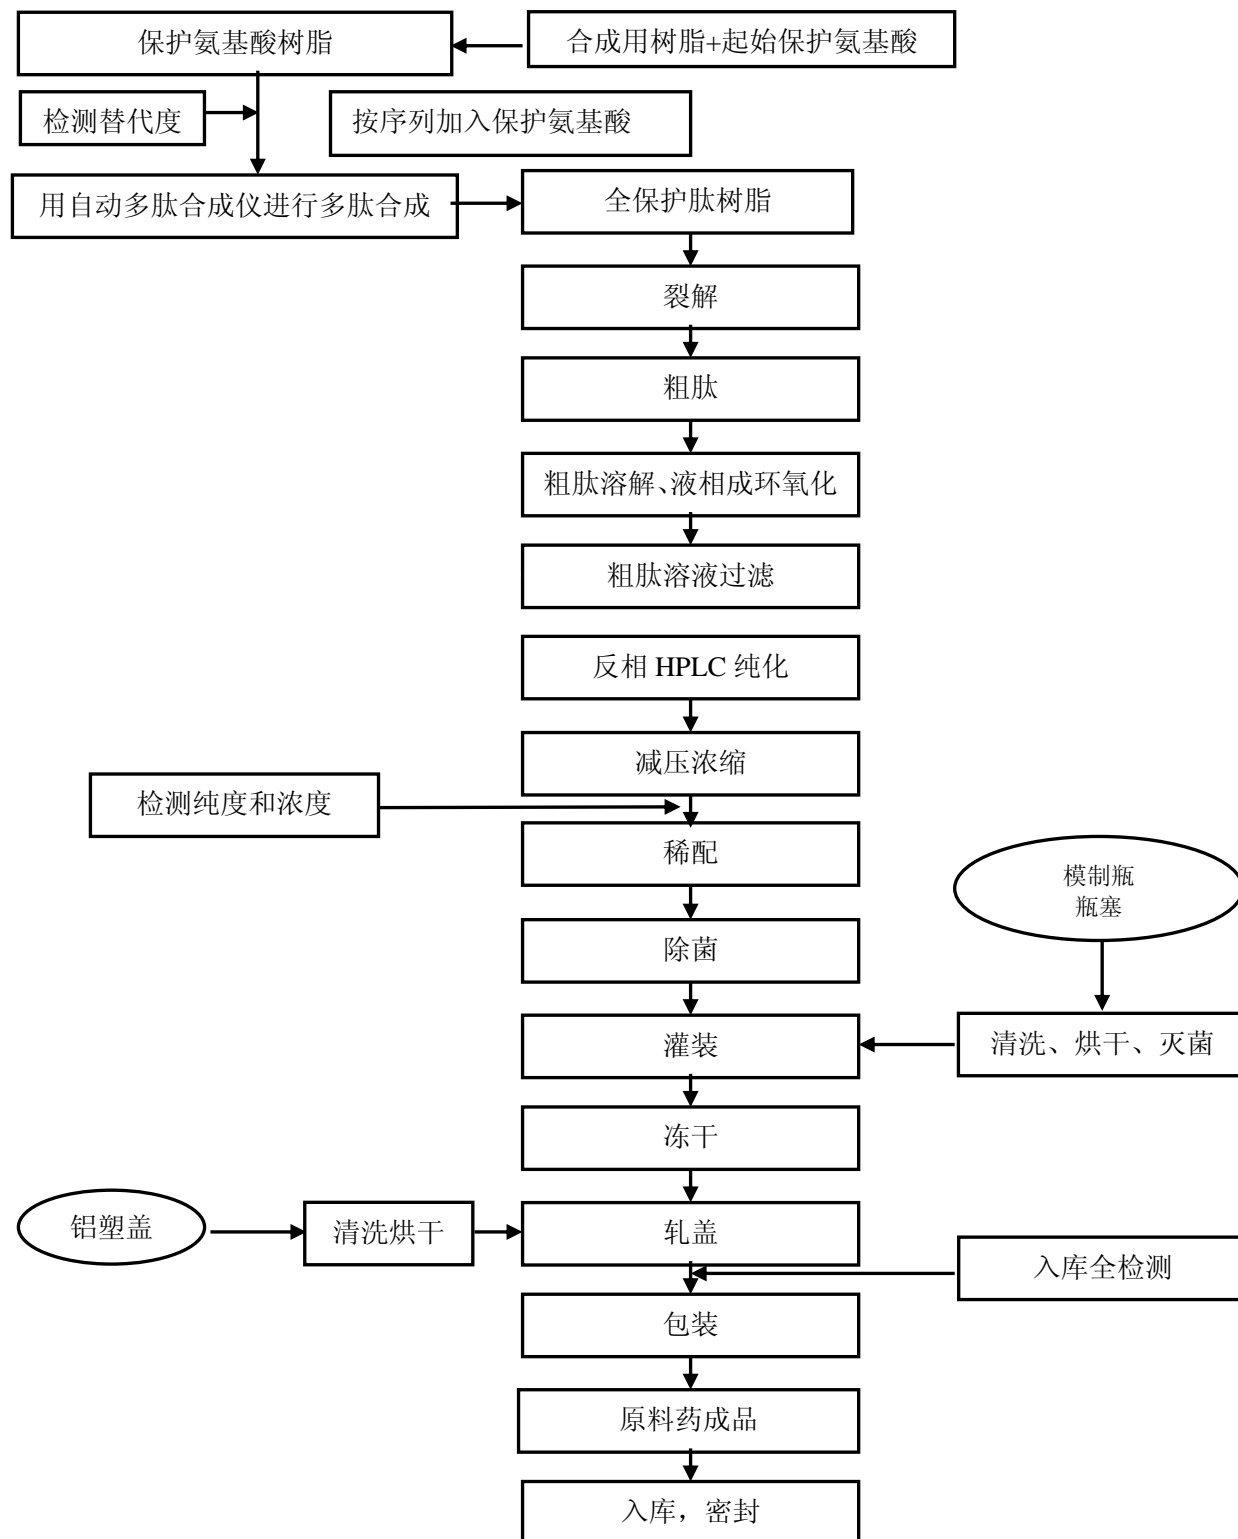 保护氨基酸树脂
合成用树脂+起始保护氨基酸
检测替代度
按序列加入保护氨基酸
用自动多肽合成仪进行多肽合成
全保护肽树脂
裂解
粗肽
粗肽溶解、液相成环氧化
粗肽溶液过滤
反相 HPLC 纯化
减压浓缩
检测纯度和浓度
稀配
模制瓶
瓶塞
除菌
灌装
清洗、烘干、灭菌
冻干
铝塑盖
清洗烘干
轧盖
入库全检测
包装
原料药成品
入库，密封